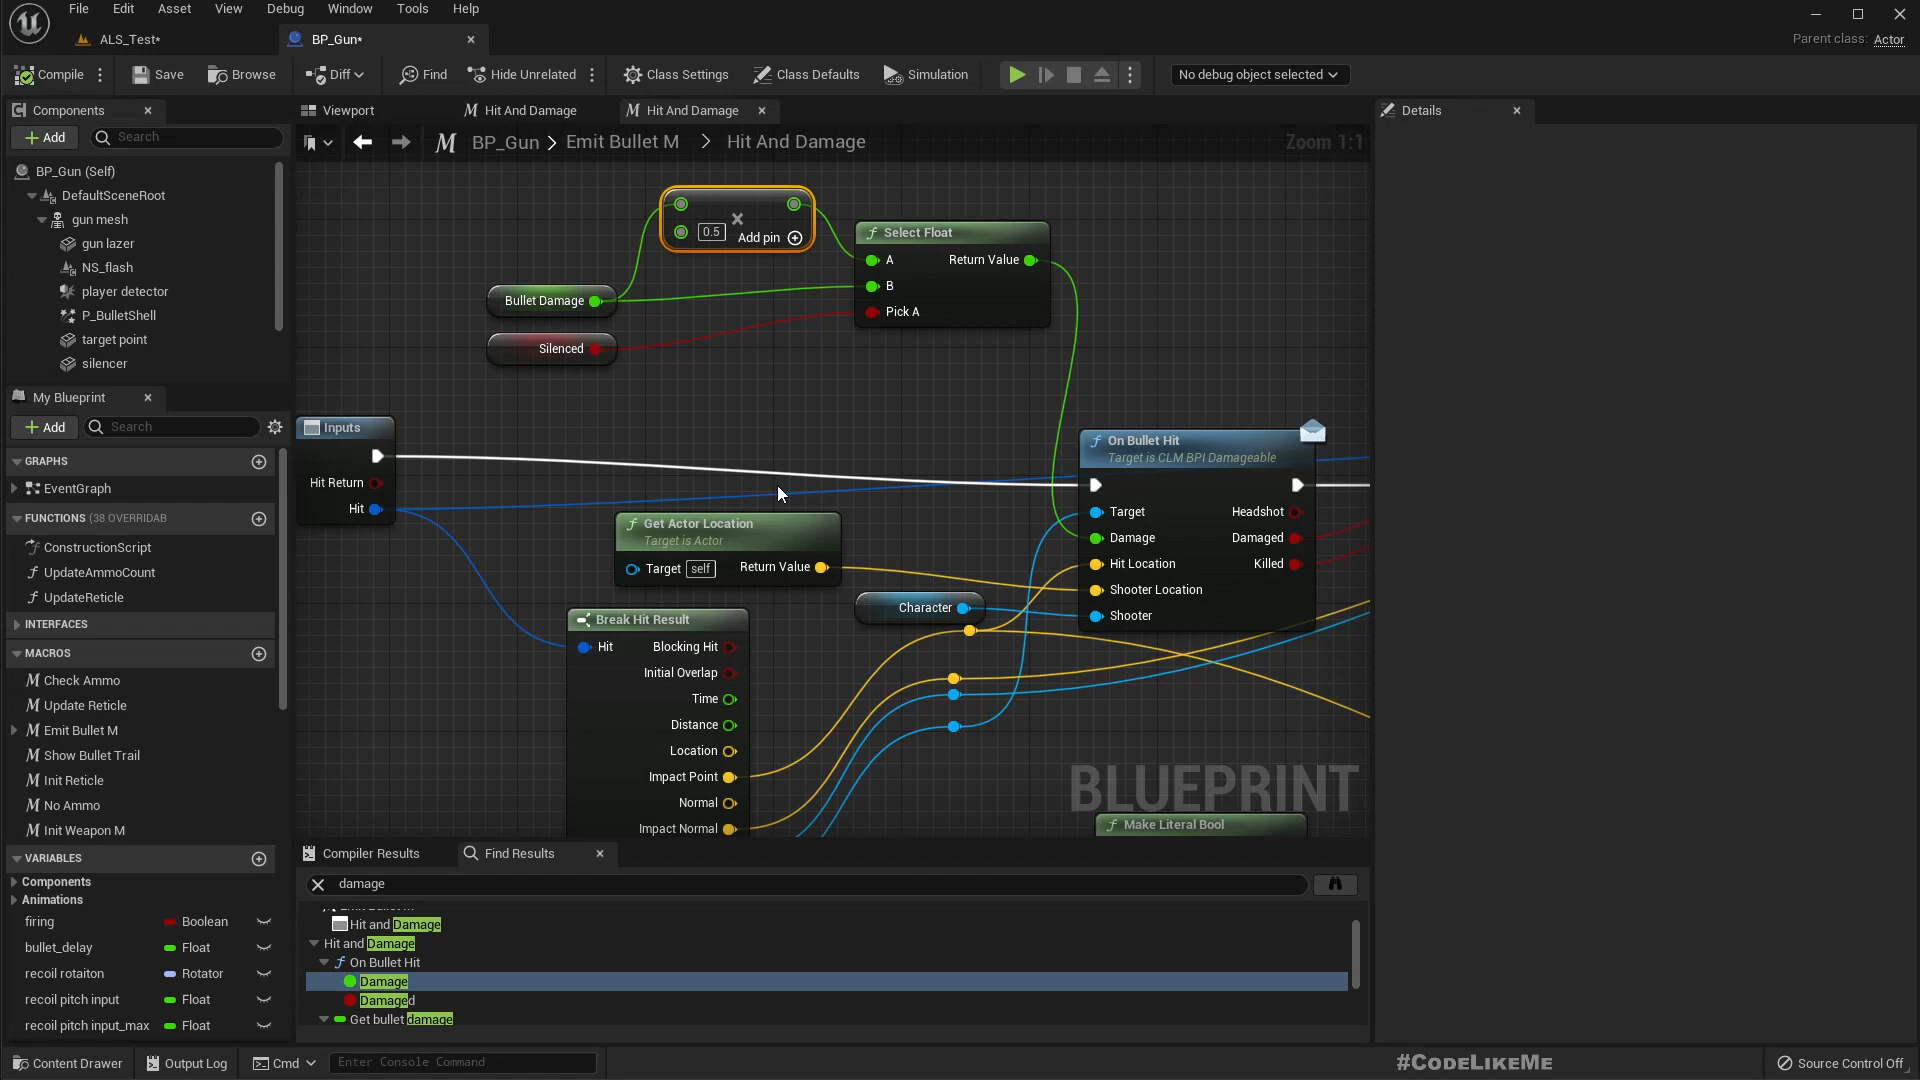 File Edit Asset View Debug Window Tools Help
ALS_Test*
BP_Gun*
Parent class: Actor
Compile
Save
Browse
Diff
Find
Hide Unrelated
Class Settings
Class Defaults
Simulation
No debug object selected
Components
Viewport
Hit And Damage
Hit And Damage
Details
Add
Search
BP_Gun > Emit Bullet M > Hit And Damage
Zoom 1:1
BP_Gun (Self)
DefaultSceneRoot
gun mesh
gun lazer
NS_flash
player detector
P_BulletShell
target point
silencer
My Blueprint
Add
Search
GRAPHS
EventGraph
FUNCTIONS (38 OVERRIDAB
ConstructionScript
UpdateAmmoCount
UpdateReticle
INTERFACES
MACROS
Check Ammo
Update Reticle
Emit Bullet M
Show Bullet Trail
Init Reticle
No Ammo
Init Weapon M
VARIABLES
Components
Animations
firing Boolean
bullet_delay Float
recoil rotaiton Rotator
recoil pitch input Float
recoil pitch input_max Float
0.5
Add pin
Select Float
A Return Value
B
Pick A
Bullet Damage
Silenced
Inputs
Hit Return
Hit
Get Actor Location
Target is Actor
Target self Return Value
On Bullet Hit
Target is CLM BPI Damageable
Target Headshot
Damage Damaged
Hit Location Killed
Shooter Location
Shooter
Character
Break Hit Result
Hit Blocking Hit
Initial Overlap
Time
Distance
Location
Impact Point
Normal
Impact Normal
BLUEPRINT
Make Literal Bool
Compiler Results
Find Results
damage
Hit and Damage
Hit and Damage
On Bullet Hit
Damage
Damaged
Get bullet damage
Content Drawer
Output Log
Cmd
Enter Console Command
#CODELIKEME
Source Control Off